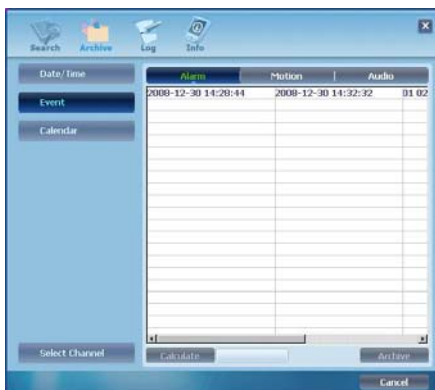 Search Archive Log Info
Date/Time
Event
Calendar
Alarm Motion Audio
2008-12-30 14:28:44 2008-12-30 14:32:32 01 02
Select Channel
Calculate Archive
Cancel